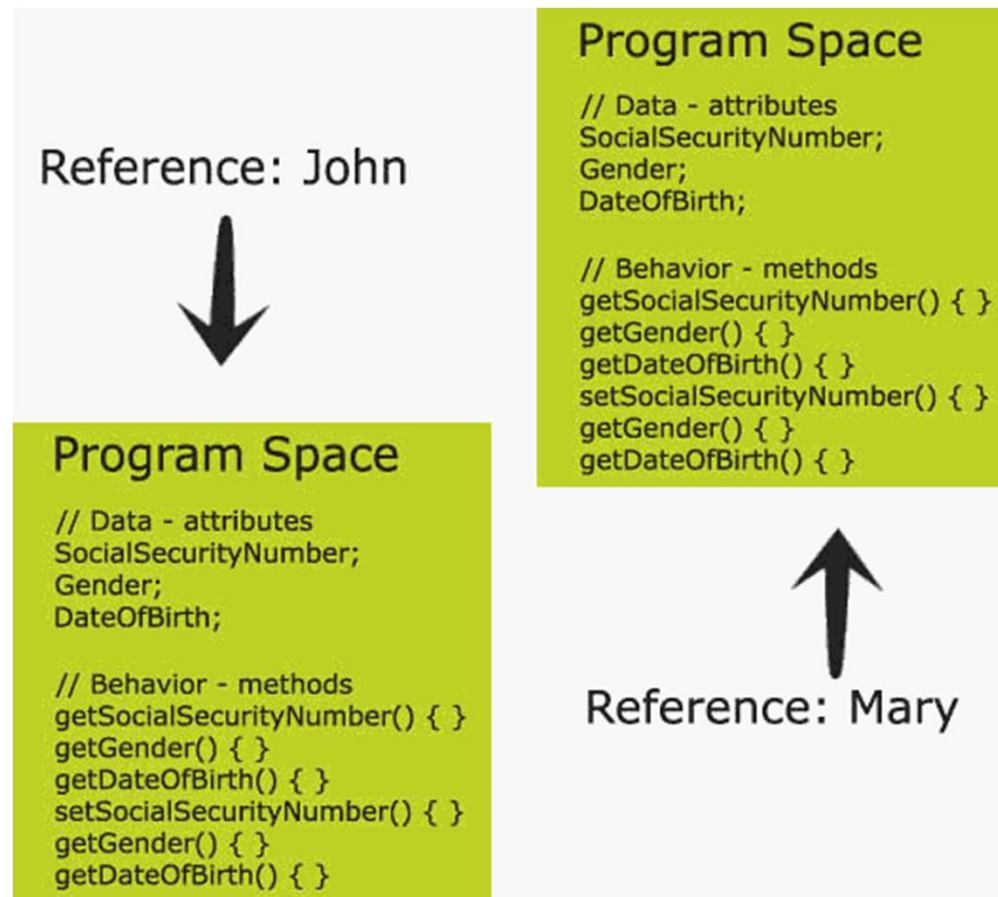 Reference: John
Program Space
// Data - attributes
SocialSecurityNumber;
Gender;
DateOfBirth;
// Behavior - methods
getSocialSecurityNumber() { }
getGender() { }
getDateOfBirth() { }
setSocialSecurityNumber() { }
getGender() { }
getDateOfBirth() { }
Program Space
// Data - attributes
SocialSecurityNumber;
Gender;
DateOfBirth;
// Behavior - methods
getSocialSecurityNumber() { }
getGender() { }
getDateOfBirth() { }
setSocialSecurityNumber() { }
getGender() { }
getDateOfBirth() { }
Reference: Mary